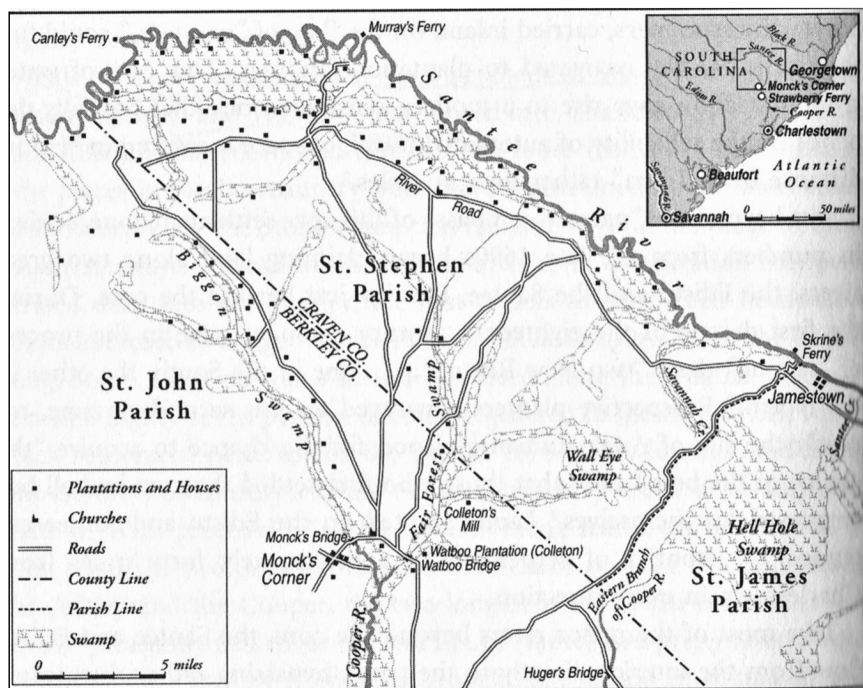 Canley's Ferry
Murray's Ferry
Santee River
River Road
St. Stephen
Parish
CRAVEN CO.
BERKLEY CO.
St. John
Parish
Biggon Swamp
Swamp
Fair Forest
Wall Eye
Swamp
Skrine's
Ferry
Jamestown
Hell Hole
Swamp
St. James
Parish
Colleton's
Mill
Watboo Plantation (Colleton)
Watboo Bridge
Monck's Bridge
Monck's
Corner
Cooper R.
Eastern Branch
of Cooper R.
Huger's Bridge
Plantations and Houses
Churches
Roads
County Line
Parish Line
Swamp
0 5 miles
SOUTH
CAROLINA
Black R.
Santee R.
Georgetown
Monck's Corner
Strawberry Ferry
Cooper R.
Charlestown
Edisto R.
Beaufort
Atlantic
Ocean
Savannah
0 50 miles